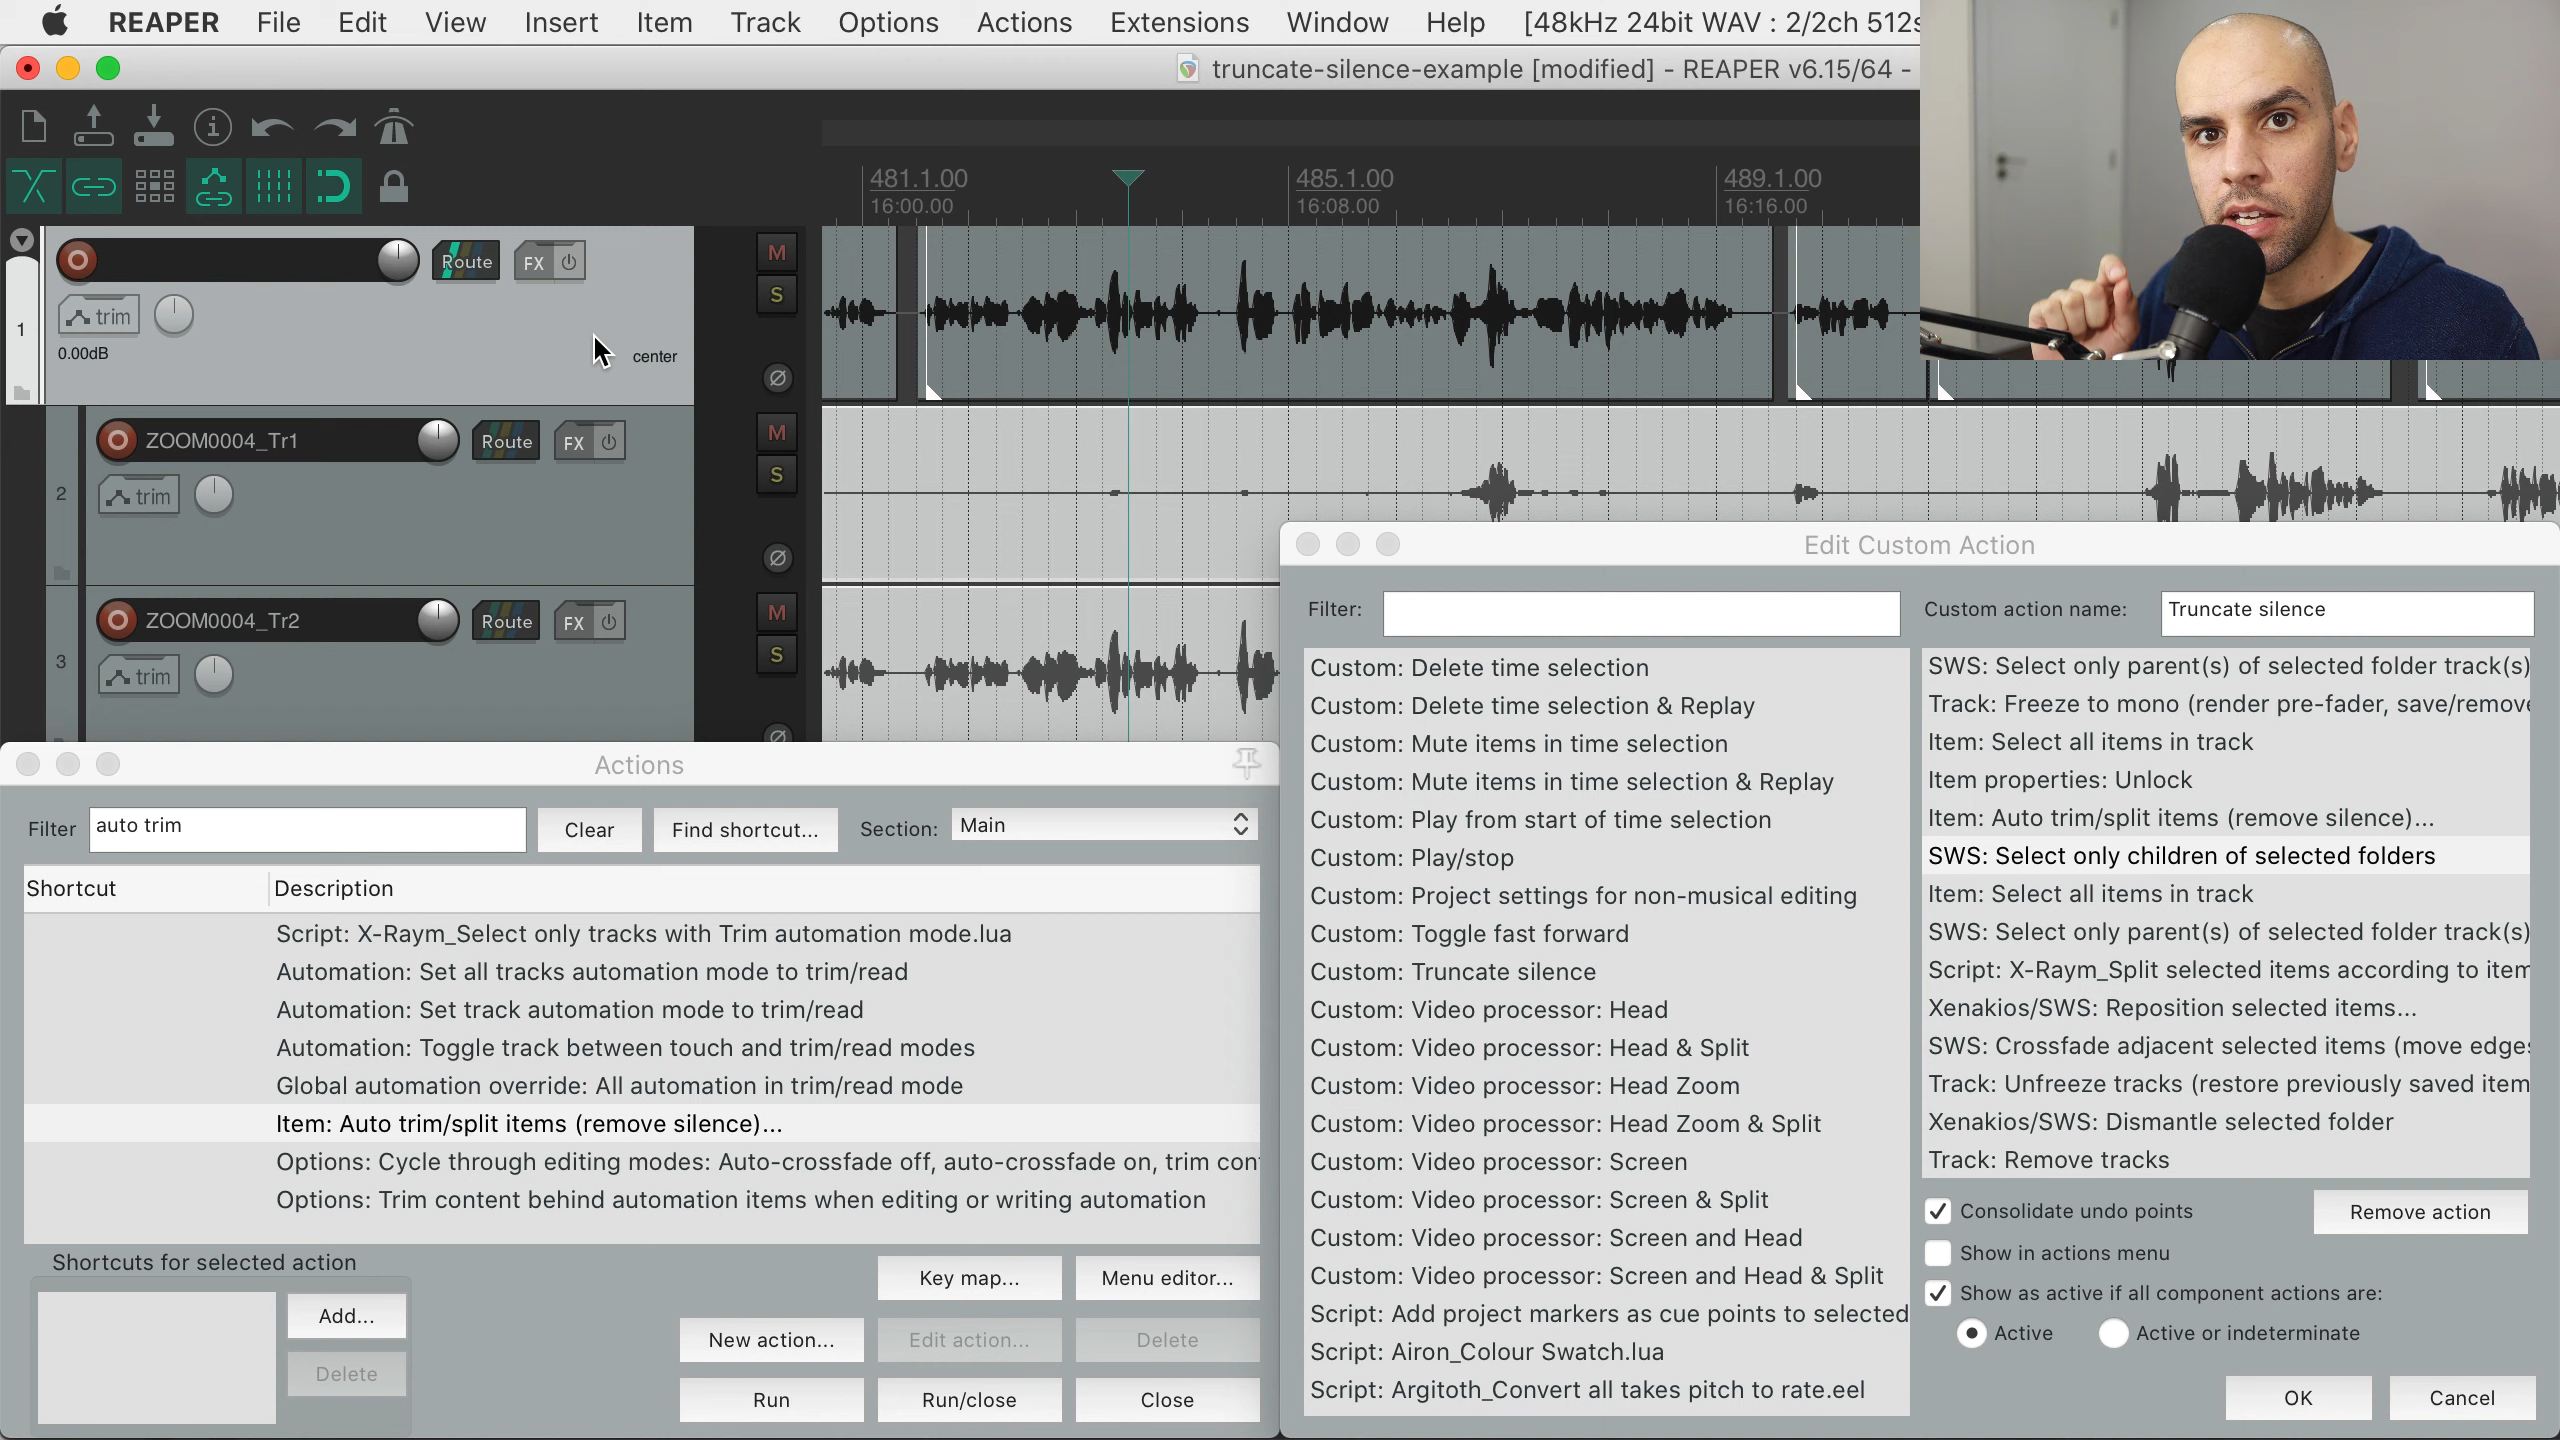 REAPER File Edit View Insert Item Track Options Actions Extensions Window Help [48kHz 24bit WAV : 2/2ch 512s
truncate-silence-example [modified] - REAPER v6.15/64 -
481.1.00 485.1.00 489.1.00
16:00.00 16:08.00 16:16.00
Route FX M
trim S
1
0.00dB center
ZOOM0004_Tr1 Route FX M
trim S
2
ZOOM0004_Tr2 Route FX M
trim S
3
Actions
Filter auto trim Clear Find shortcut... Section: Main
Shortcut Description
Script: X-Raym_Select only tracks with Trim automation mode.lua
Automation: Set all tracks automation mode to trim/read
Automation: Set track automation mode to trim/read
Automation: Toggle track between touch and trim/read modes
Global automation override: All automation in trim/read mode
Item: Auto trim/split items (remove silence)...
Options: Cycle through editing modes: Auto-crossfade off, auto-crossfade on, trim con
Options: Trim content behind automation items when editing or writing automation
Shortcuts for selected action
Add...
Delete
Key map... Menu editor...
New action... Edit action... Delete
Run Run/close Close
Edit Custom Action
Filter: Custom action name: Truncate silence
Custom: Delete time selection
Custom: Delete time selection & Replay
Custom: Mute items in time selection
Custom: Mute items in time selection & Replay
Custom: Play from start of time selection
Custom: Play/stop
Custom: Project settings for non-musical editing
Custom: Toggle fast forward
Custom: Truncate silence
Custom: Video processor: Head
Custom: Video processor: Head & Split
Custom: Video processor: Head Zoom
Custom: Video processor: Head Zoom & Split
Custom: Video processor: Screen
Custom: Video processor: Screen & Split
Custom: Video processor: Screen and Head
Custom: Video processor: Screen and Head & Split
Script: Add project markers as cue points to selected
Script: Airon_Colour Swatch.lua
Script: Argitoth_Convert all takes pitch to rate.eel
SWS: Select only parent(s) of selected folder track(s)
Track: Freeze to mono (render pre-fader, save/remove
Item: Select all items in track
Item properties: Unlock
Item: Auto trim/split items (remove silence)...
SWS: Select only children of selected folders
Item: Select all items in track
SWS: Select only parent(s) of selected folder track(s)
Script: X-Raym_Split selected items according to item
Xenakios/SWS: Reposition selected items...
SWS: Crossfade adjacent selected items (move edges
Track: Unfreeze tracks (restore previously saved item
Xenakios/SWS: Dismantle selected folder
Track: Remove tracks
Consolidate undo points Remove action
Show in actions menu
Show as active if all component actions are:
Active Active or indeterminate
OK Cancel